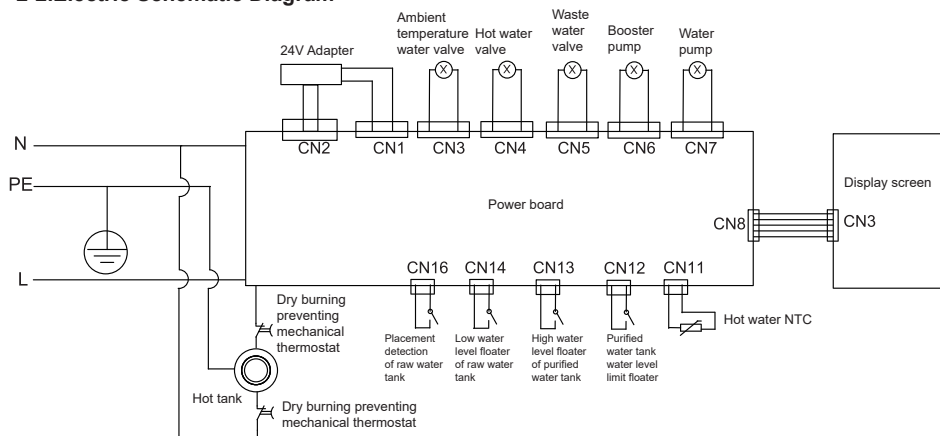 2-2.Electric Schematic Diagram
24V Adapter
Ambient
temperature
water valve
Hot water
valve
Waste
water
valve
Booster
pump
Water
pump
CN2
CN1
CN3
CN4
CN5
CN6
CN7
N
PE
L
Power board
CN8
CN3
Display screen
CN16
CN14
CN13
CN12
CN11
Placement
detection
of raw water
tank
Low water
level floater
of raw water
tank
High water
level floater
of purified
water tank
Purified
water tank
water level
limit floater
Hot water NTC
Dry burning
preventing
mechanical
thermostat
Hot tank
Dry burning preventing
mechanical thermostat